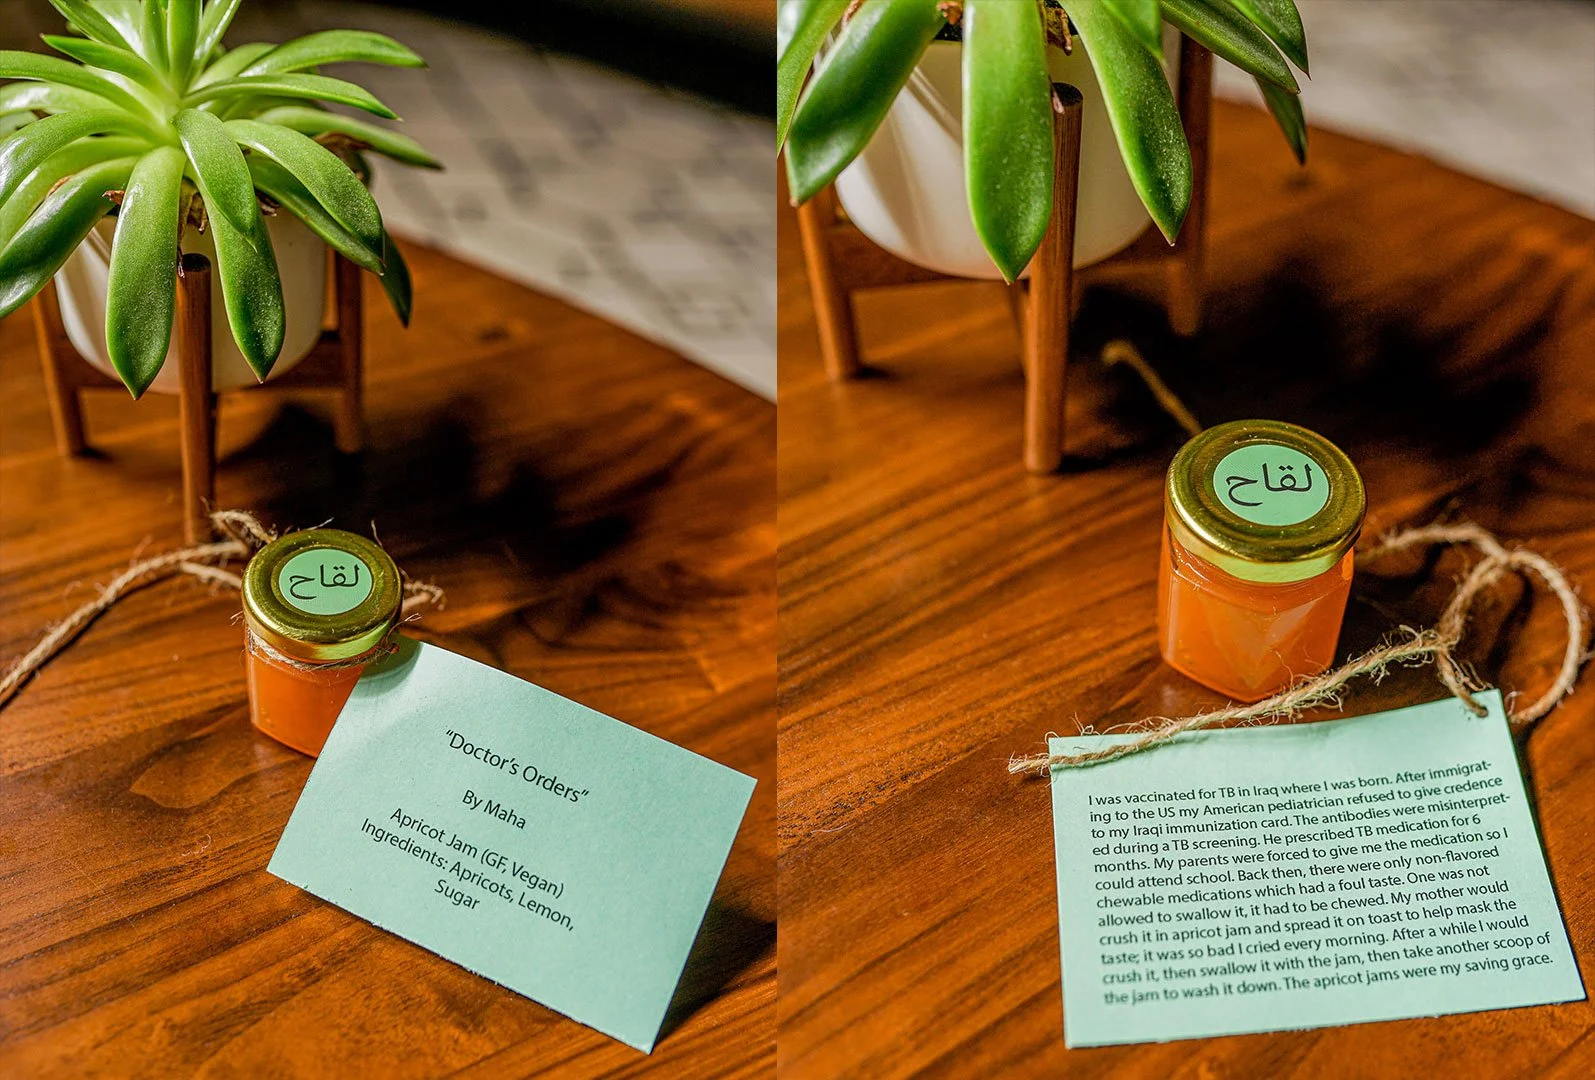 لقاح
"Doctor's Orders"
By Maha
Apricot Jam (GF, Vegan)
Ingredients: Apricots, Lemon,
Sugar
لقاح
I was vaccinated for TB in Iraq where I was born. After immigrat-
ing to the US my American pediatrician refused to give credence
to my Iraqi immunization card. The antibodies were misinterpret-
ed during a TB screening. He prescribed TB medication for 6
months. My parents were forced to give me the medication so I
could attend school. Back then, there were only non-flavored
chewable medications which had a foul taste. One was not
allowed to swallow it, it had to be chewed. My mother would
crush it in apricot jam and spread it on toast to help mask the
taste; it was so bad I cried every morning. After a while I would
crush it, then swallow it with the jam, then take another scoop of
the jam to wash it down. The apricot jams were my saving grace.